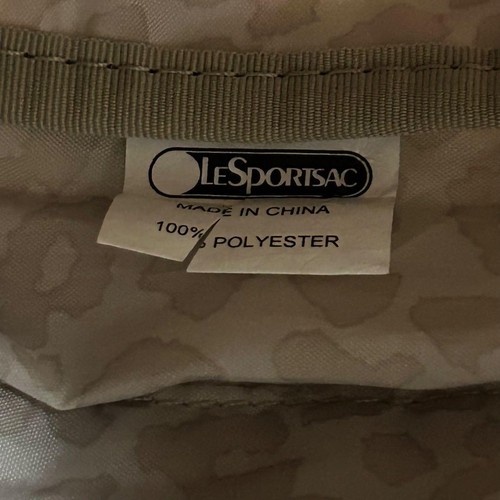 LESPORTSAC
MADE IN CHINA
100% POLYESTER